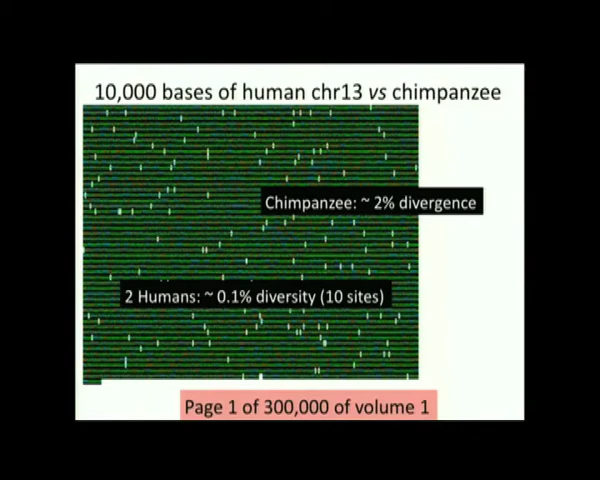 10,000 bases of human chr13 vs chimpanzee
Chimpanzee: ~ 2% divergence
2 Humans: ~ 0.1% diversity (10 sites)
Page 1 of 300,000 of volume 1